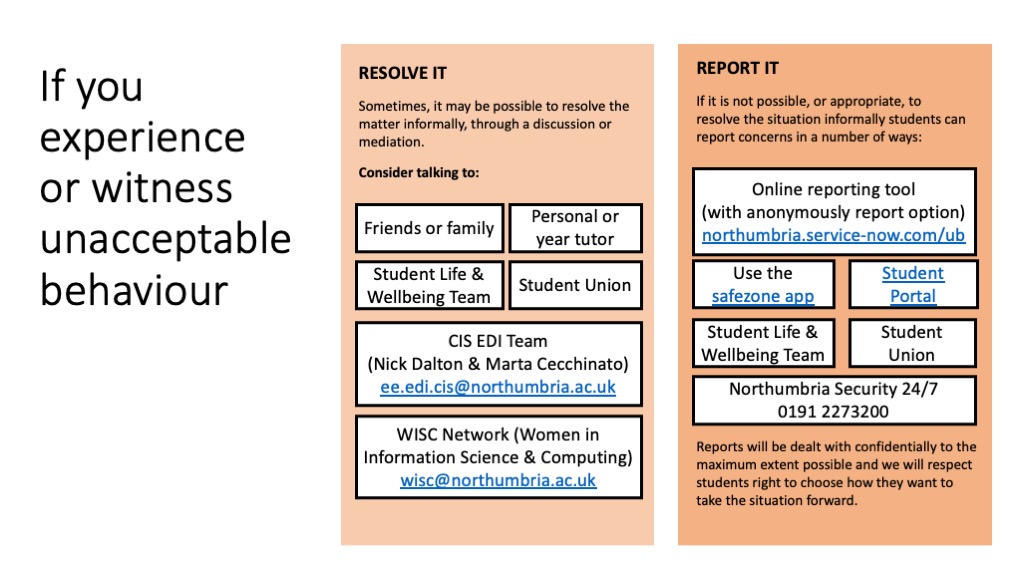 If you
experience
or witness
unacceptable
behaviour
RESOLVE IT
Sometimes, it may be possible to resolve the
matter informally, through a discussion or
mediation.
Consider talking to:
Friends or family
Personal or
year tutor
Student Life &
Wellbeing Team
Student Union
CIS EDI Team
(Nick Dalton & Marta Cecchinato)
ee.edi.cis@northumbria.ac.uk
WISC Network (Women in
Information Science & Computing)
wisc@northumbria.ac.uk
REPORT IT
If it is not possible, or appropriate, to
resolve the situation informally students can
report concerns in a number of ways:
Online reporting tool
(with anonymously report option)
northumbria.service-now.com/ub
Use the
safezone app
Student
Portal
Student Life &
Wellbeing Team
Student
Union
Northumbria Security 24/7
0191 2273200
Reports will be dealt with confidentially to the
maximum extent possible and we will respect
students right to choose how they want to
take the situation forward.